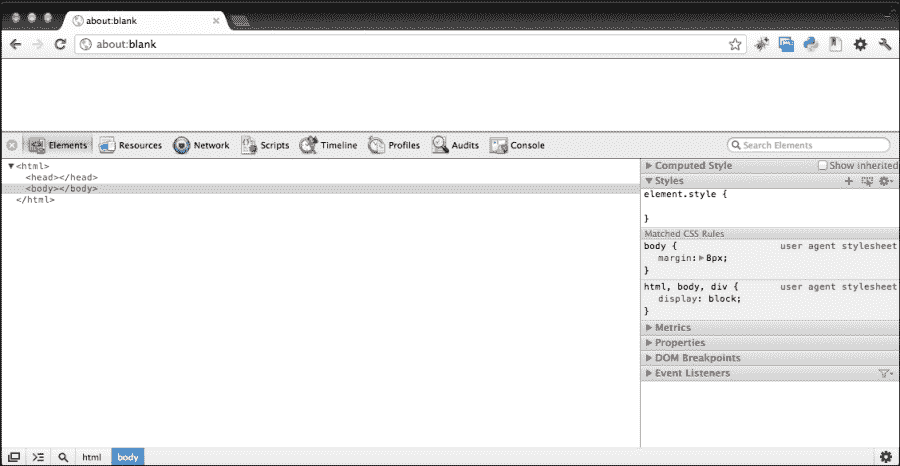 about:blank
about:blank
Elements Resources Network Scripts Timeline Profiles Audits Console Search Elements
<html>
<head></head>
<body></body>
</html>
Computed Style Show inherited
Styles
element.style {
}
Matched CSS Rules
body { user agent stylesheet
margin: 8px;
}
html, body, div { user agent stylesheet
display: block;
}
Metrics
Properties
DOM Breakpoints
Event Listeners
html body